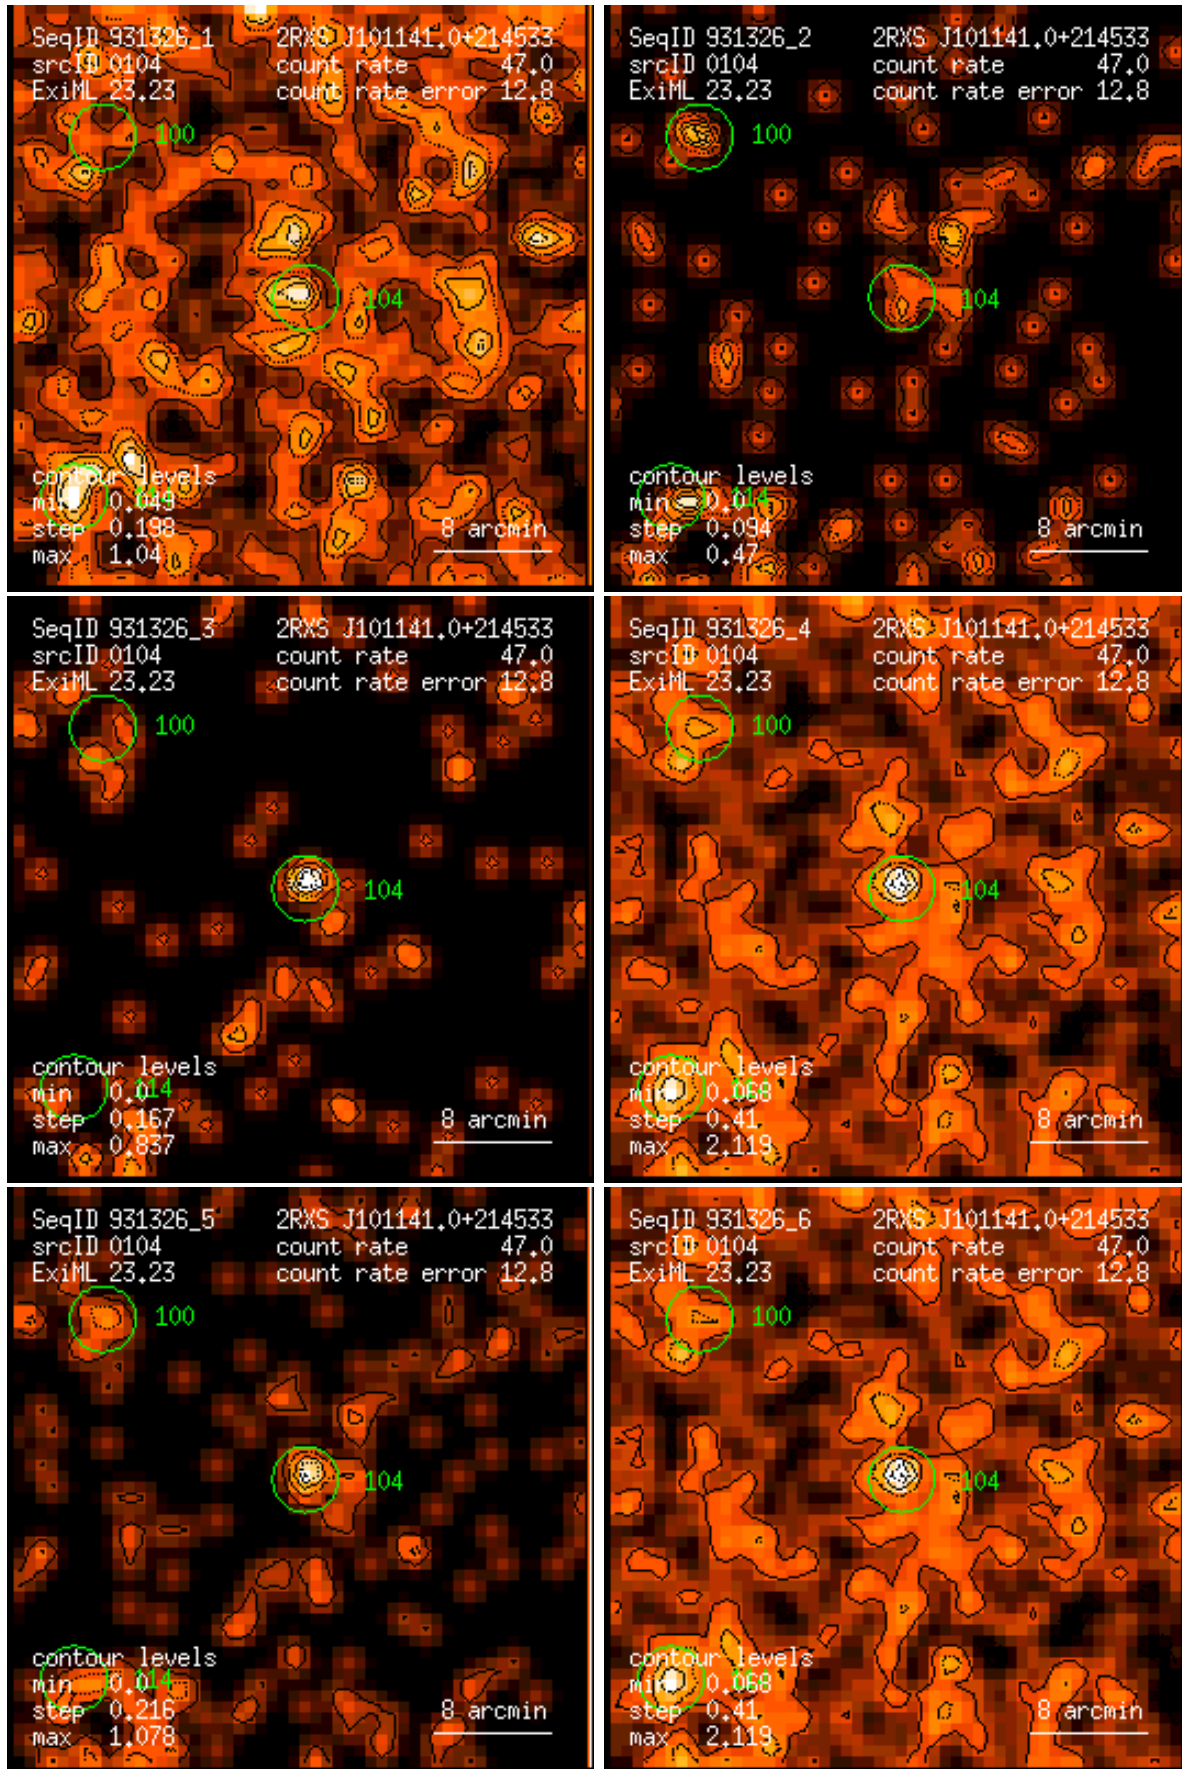 SeqID 931326_1 2RXS J101141.0+214533
srcID 0104 count rate 47.0
ExiML 23.23 count rate error 12.8
100
104
contour levels
min 0.049
step 0.198 8 arcmin
max 1.04
SeqID 931326_2 2RXS J101141.0+214533
srcID 0104 count rate 47.0
ExiML 23.23 count rate error 12.8
100
104
contour levels
min 0.0 114
step 0.094 8 arcmin
max 0.47
SeqID 931326_3 2RXS J101141.0+214533
srcID 0104 count rate 47.0
ExiML 23.23 count rate error 12.8
100
104
contour levels
min 0.0 114
step 0.167 8 arcmin
max 0.837
SeqID 931326_4 2RXS J101141.0+214533
srcID 0104 count rate 47.0
ExiML 23.23 count rate error 12.8
100
104
contour levels
min 0.068
step 0.41 8 arcmin
max 2.119
SeqID 931326_5 2RXS J101141.0+214533
srcID 0104 count rate 47.0
ExiML 23.23 count rate error 12.8
100
104
contour levels
min 0.0 114
step 0.216 8 arcmin
max 1.078
SeqID 931326_6 2RXS J101141.0+214533
srcID 0104 count rate 47.0
ExiML 23.23 count rate error 12.8
100
104
contour levels
min 0.068
step 0.41 8 arcmin
max 2.119